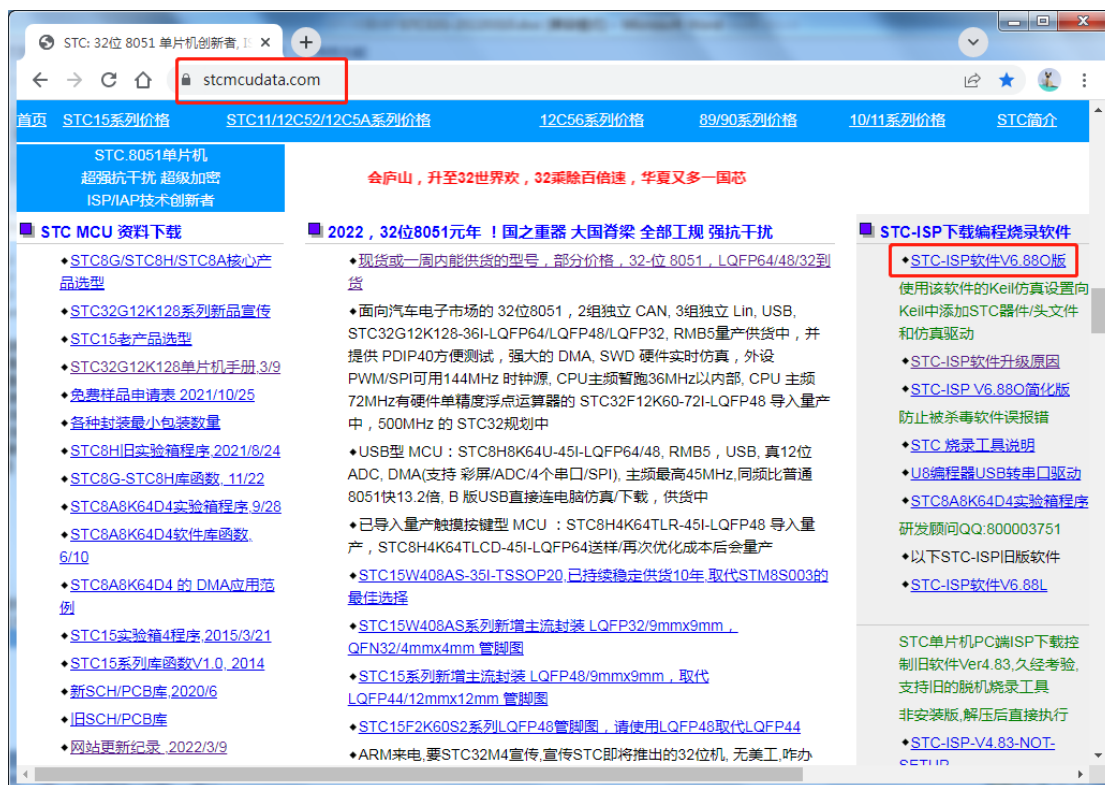 STC: 32位 8051 单片机创新者, IS
stcmcudata.com
首页 STC15系列价格 STC11/12C52/12C5A系列价格 12C56系列价格 89/90系列价格 10/11系列价格 STC简介
STC.8051单片机
超强抗干扰 超级加密
ISP/IAP技术创新者
会庐山，升至32世界欢，32乘除百倍速，华夏又多一国芯
STC MCU 资料下载
◆STC8G/STC8H/STC8A核心产
品选型
◆STC32G12K128系列新品宣传
◆STC15老产品选型
◆STC32G12K128单片机手册,3/9
◆免费样品申请表 2021/10/25
◆各种封装最小包装数量
◆STC8H旧实验箱程序,2021/8/24
◆STC8G-STC8H库函数, 11/22
◆STC8A8K64D4实验箱程序,9/28
◆STC8A8K64D4软件库函数,
6/10
◆STC8A8K64D4 的 DMA应用范
例
◆STC15实验箱4程序,2015/3/21
◆STC15系列库函数V1.0, 2014
◆新SCH/PCB库,2020/6
◆旧SCH/PCB库
◆网站更新纪录 ,2022/3/9
2022，32位8051元年 ！国之重器 大国脊梁 全部工规 强抗干扰
◆现货或一周内能供货的型号，部分价格，32-位 8051，LQFP64/48/32到
货
◆面向汽车电子市场的 32位8051，2组独立 CAN, 3组独立 Lin, USB,
STC32G12K128-36I-LQFP64/LQFP48/LQFP32, RMB5量产供货中，并
提供 PDIP40方便测试，强大的 DMA, SWD 硬件实时仿真，外设
PWM/SPI可用144MHz 时钟源, CPU主频暂跑36MHz以内部, CPU 主频
72MHz有硬件单精度浮点运算器的 STC32F12K60-72I-LQFP48 导入量产
中，500MHz 的 STC32规划中
◆USB型 MCU：STC8H8K64U-45I-LQFP64/48, RMB5，USB, 真12位
ADC, DMA(支持 彩屏/ADC/4个串口/SPI), 主频最高45MHz,同频比普通
8051快13.2倍, B 版USB直接连电脑仿真/下载，供货中
◆已导入量产触摸按键型 MCU ：STC8H4K64TLR-45I-LQFP48 导入量
产，STC8H4K64TLCD-45I-LQFP64送样/再次优化成本后会量产
◆STC15W408AS-35I-TSSOP20,已持续稳定供货10年,取代STM8S003的
最佳选择
◆STC15W408AS系列新增主流封装 LQFP32/9mmx9mm，
QFN32/4mmx4mm 管脚图
◆STC15系列新增主流封装 LQFP48/9mmx9mm，取代
LQFP44/12mmx12mm 管脚图
◆STC15F2K60S2系列LQFP48管脚图，请使用LQFP48取代LQFP44
◆ARM来电,要STC32M4宣传,宣传STC即将推出的32位机, 无美工,咋办
STC-ISP下载编程烧录软件
◆STC-ISP软件V6.88O版
使用该软件的Keil仿真设置向
Keil中添加STC器件/头文件
和仿真驱动
◆STC-ISP软件升级原因
◆STC-ISP V6.88O简化版
防止被杀毒软件误报错
◆STC 烧录工具说明
◆U8编程器USB转串口驱动
◆STC8A8K64D4实验箱程序
研发顾问QQ:800003751
◆以下STC-ISP旧版软件
◆STC-ISP软件V6.88L
STC单片机PC端ISP下载控
制旧软件Ver4.83,久经考验,
支持旧的脱机烧录工具
非安装版,解压后直接执行
◆STC-ISP-V4.83-NOT-
SETUP